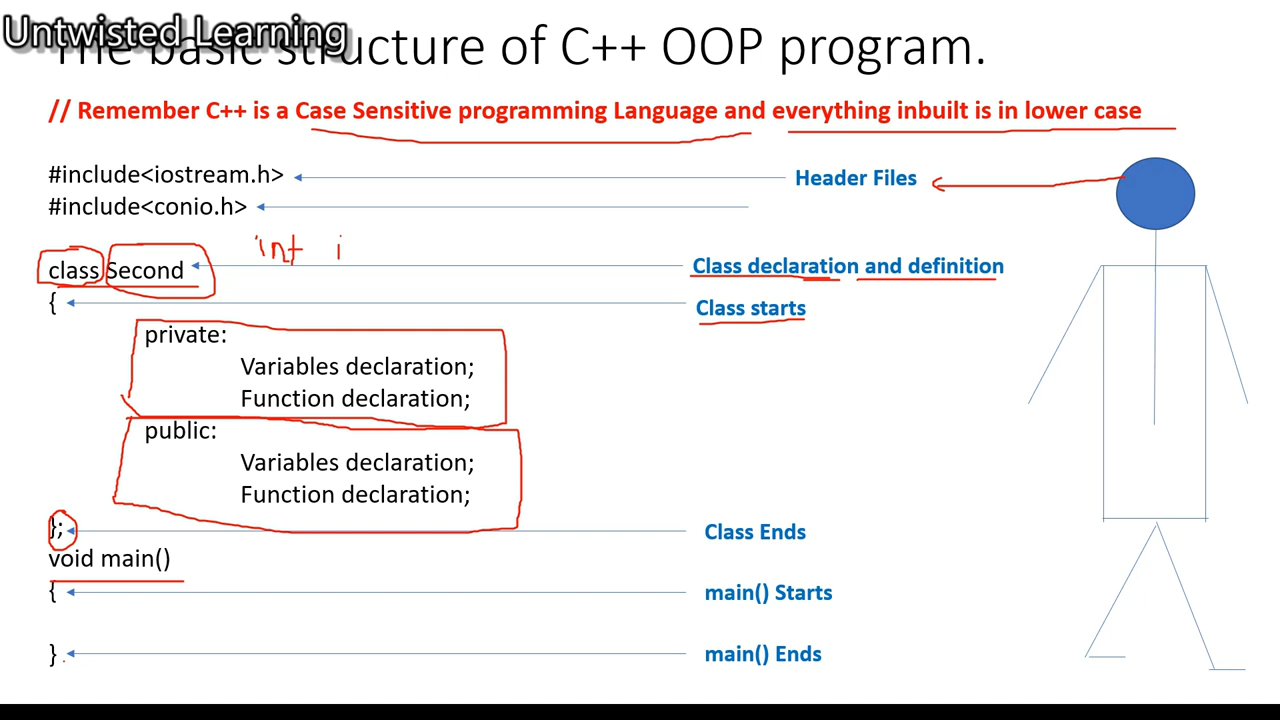 Untwisted Learning
The basic structure of C++ OOP program.
// Remember C++ is a Case Sensitive programming Language and everything inbuilt is in lower case
#include<iostream.h> Header Files
#include<conio.h>
int i
class Second Class declaration and definition
{ Class starts
private:
Variables declaration;
Function declaration;
public:
Variables declaration;
Function declaration;
}; Class Ends
void main()
{ main() Starts
} main() Ends